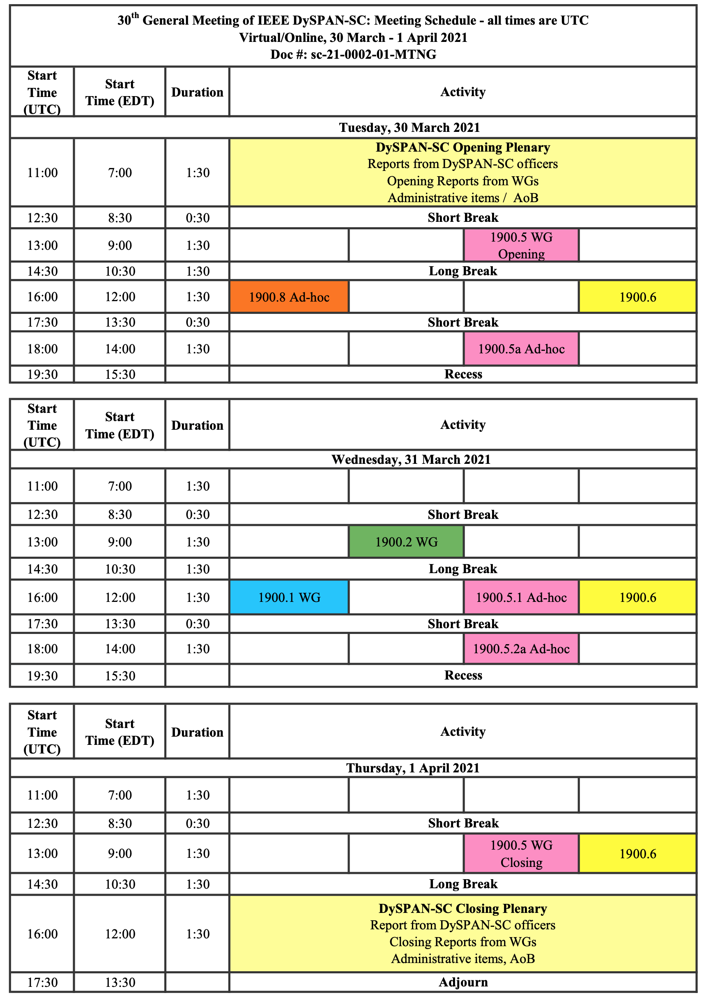 30th General Meeting of IEEE DySPAN-SC: Meeting Schedule - all times are UTC
Virtual/Online, 30 March - 1 April 2021
Doc #: sc-21-0002-01-MTNG
Start Time (UTC) Start Time (EDT) Duration Activity
Tuesday, 30 March 2021
11:00 7:00 1:30 DySPAN-SC Opening Plenary
Reports from DySPAN-SC officers
Opening Reports from WGs
Administrative items / AoB
12:30 8:30 0:30 Short Break
13:00 9:00 1:30 1900.5 WG Opening
14:30 10:30 1:30 Long Break
16:00 12:00 1:30 1900.8 Ad-hoc 1900.6
17:30 13:30 0:30 Short Break
18:00 14:00 1:30 1900.5a Ad-hoc
19:30 15:30 Recess
Start Time (UTC) Start Time (EDT) Duration Activity
Wednesday, 31 March 2021
11:00 7:00 1:30
12:30 8:30 0:30 Short Break
13:00 9:00 1:30 1900.2 WG
14:30 10:30 1:30 Long Break
16:00 12:00 1:30 1900.1 WG 1900.5.1 Ad-hoc 1900.6
17:30 13:30 0:30 Short Break
18:00 14:00 1:30 1900.5.2a Ad-hoc
19:30 15:30 Recess
Start Time (UTC) Start Time (EDT) Duration Activity
Thursday, 1 April 2021
11:00 7:00 1:30
12:30 8:30 0:30 Short Break
13:00 9:00 1:30 1900.5 WG Closing 1900.6
14:30 10:30 1:30 Long Break
16:00 12:00 1:30 DySPAN-SC Closing Plenary
Report from DySPAN-SC officers
Closing Reports from WGs
Administrative items, AoB
17:30 13:30 Adjourn